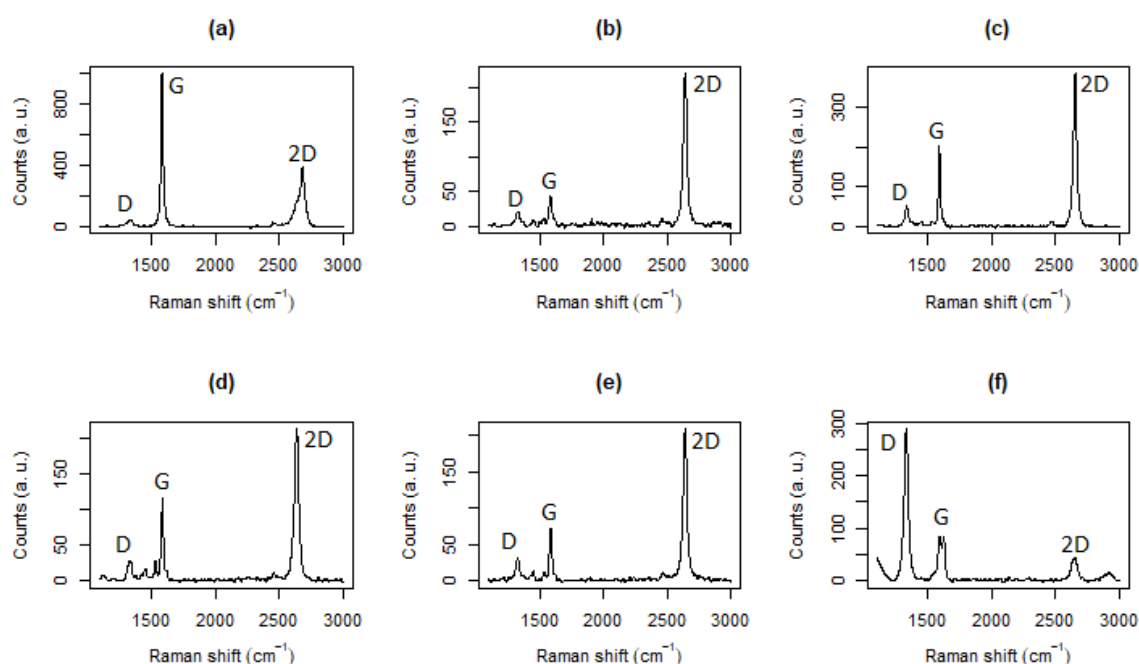 (a)
Counts (a. u.)
0 400 800
D
G
2D
1500 2000 2500 3000
Raman shift (cm⁻¹)
(b)
Counts (a. u.)
0 50 150
D
G
2D
1500 2000 2500 3000
Raman shift (cm⁻¹)
(c)
Counts (a. u.)
0 100 300
D
G
2D
1500 2000 2500 3000
Raman shift (cm⁻¹)
(d)
Counts (a. u.)
0 50 150
D
G
2D
1500 2000 2500 3000
Raman shift (cm⁻¹)
(e)
Counts (a. u.)
0 50 150
D
G
2D
1500 2000 2500 3000
Raman shift (cm⁻¹)
(f)
Counts (a. u.)
0 100 200 300
D
G
2D
1500 2000 2500 3000
Raman shift (cm⁻¹)